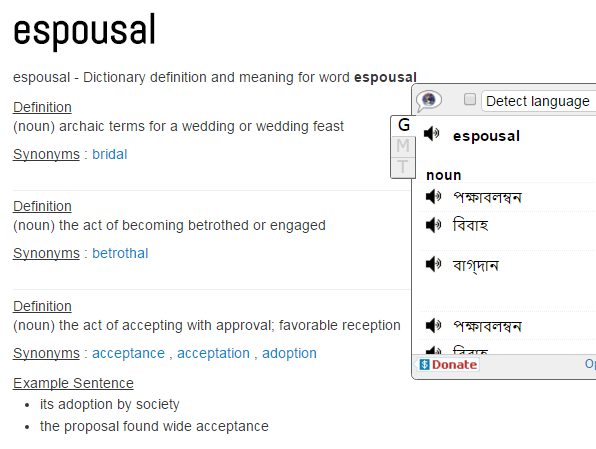 espousal
espousal - Dictionary definition and meaning for word espousal
Definition
(noun) archaic terms for a wedding or wedding feast
Synonyms : bridal
Definition
(noun) the act of becoming betrothed or engaged
Synonyms : betrothal
Definition
(noun) the act of accepting with approval; favorable reception
Synonyms : acceptance , acceptation , adoption
Example Sentence
its adoption by society
the proposal found wide acceptance
Detect language
G
M
T
espousal
noun
পক্ষাবলম্বন
বিবাহ
বাগ্‌দান
পক্ষাবলম্বন
বিবাহ
$ Donate